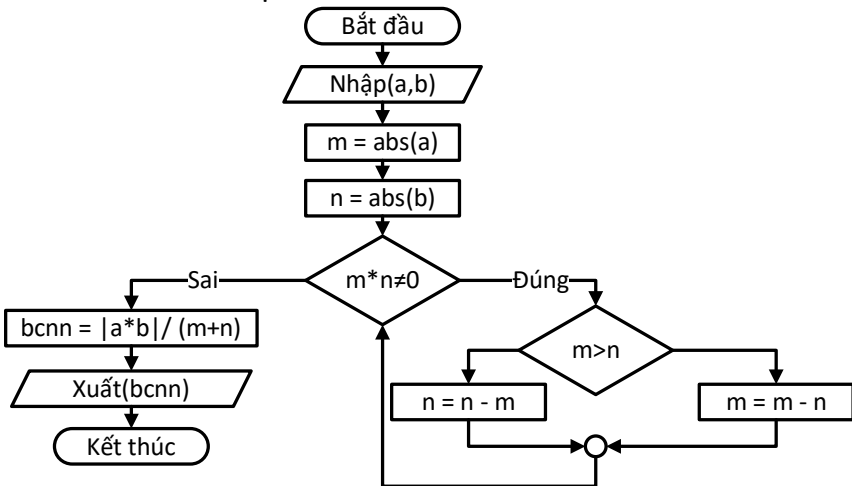 Bắt đầu
Nhập(a,b)
m = abs(a)
n = abs(b)
m*n≠0
Sai
Đúng
bcnn = |a*b|/ (m+n)
Xuất(bcnn)
Kết thúc
m>n
n = n - m
m = m - n